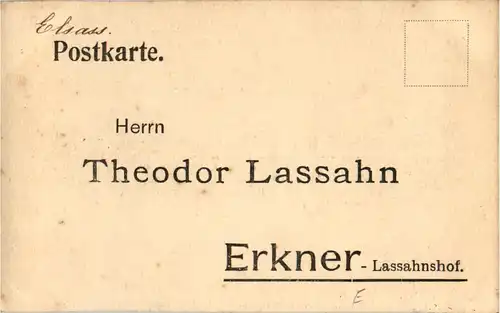 Elsass.
Postkarte.
Herrn
Theodor Lassahn
Erkner - Lassahnshof.
E